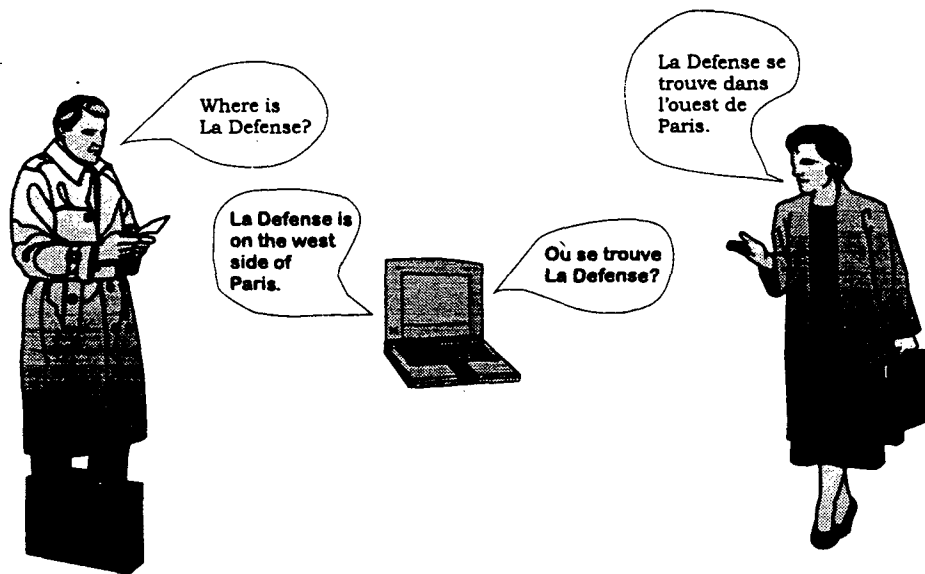 Where is
La Defense?
La Defense se
trouve dans
l'ouest de
Paris.
La Defense is
on the west
side of
Paris.
Où se trouve
La Defense?